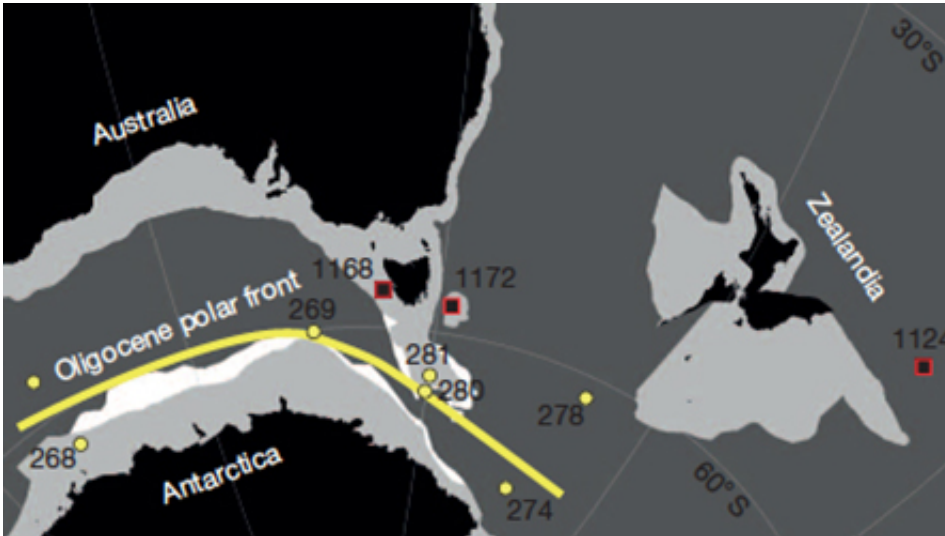 30°S
Australia
Zealandia
1168
1172
269
Oligocene polar front
281
1124
280
278
268
Antarctica
60° S
274